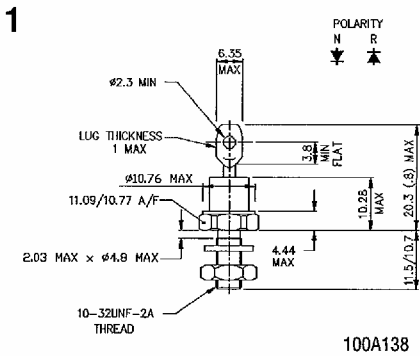 1
POLARITY
N R
6.35
MAX
ø2.3 MIN
LUG THICKNESS
1 MAX
3.8
MIN
FLAT
ø10.76 MAX
11.09/10.77 A/F
10.28
MAX
20.3 (.8) MAX
2.03 MAX × ø4.8 MAX
4.44
MAX
11.5/10.7
10-32UNF-2A
THREAD
100A138